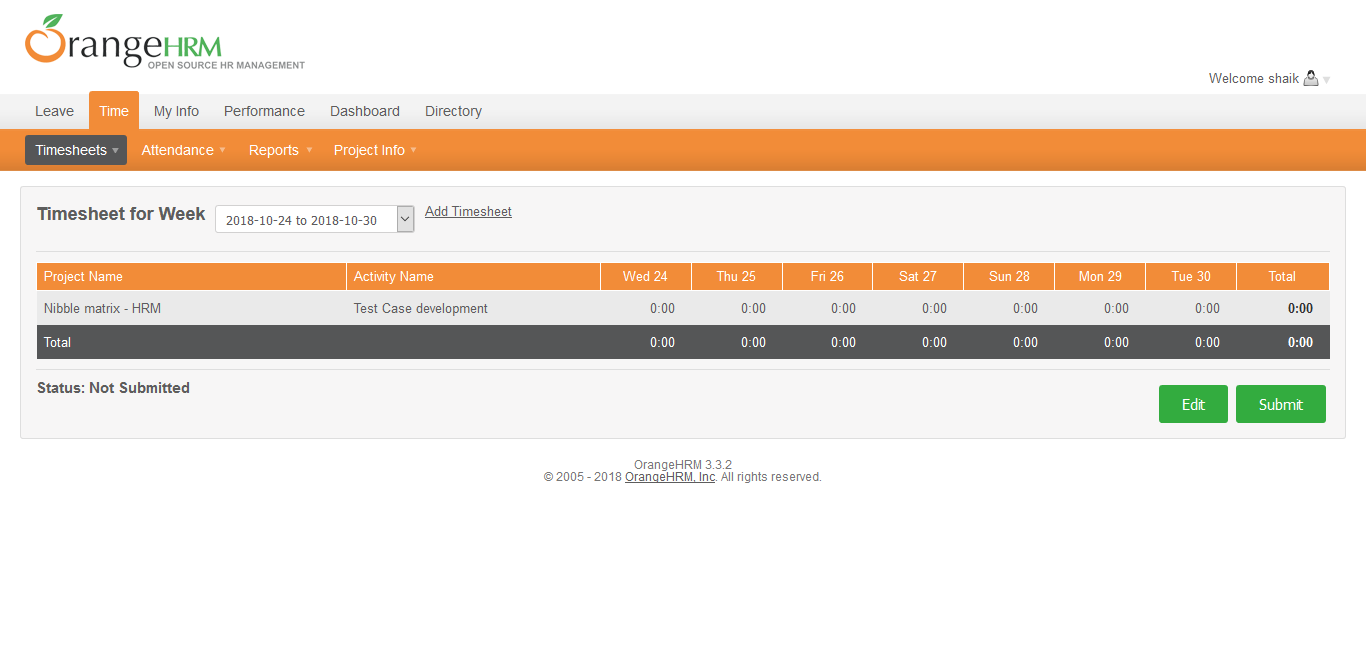 OrangeHRM
OPEN SOURCE HR MANAGEMENT
Welcome shaik
Leave Time My Info Performance Dashboard Directory
Timesheets Attendance Reports Project Info
Timesheet for Week 2018-10-24 to 2018-10-30 Add Timesheet
Project Name Activity Name Wed 24 Thu 25 Fri 26 Sat 27 Sun 28 Mon 29 Tue 30 Total
Nibble matrix - HRM Test Case development 0:00 0:00 0:00 0:00 0:00 0:00 0:00 0:00
Total 0:00 0:00 0:00 0:00 0:00 0:00 0:00 0:00
Status: Not Submitted
Edit Submit
OrangeHRM 3.3.2
© 2005 - 2018 OrangeHRM, Inc. All rights reserved.